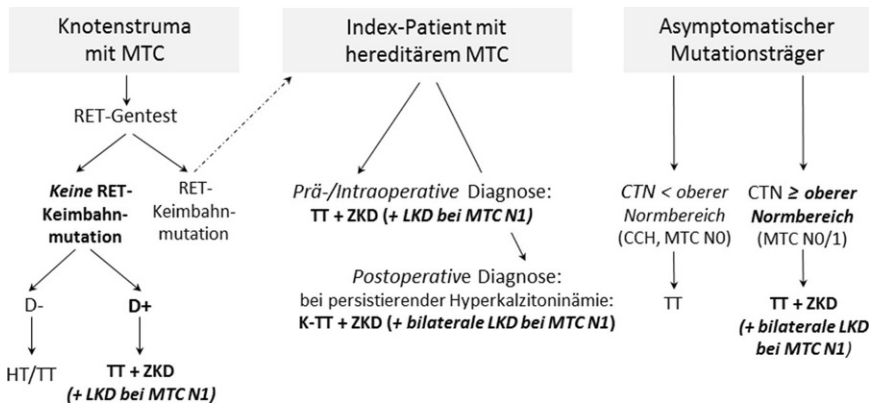 Knotenstruma
mit MTC
RET-Gentest
Keine RET-
Keimbahn-
mutation
RET-
Keimbahn-
mutation
D-
D+
HT/TT
TT + ZKD
(+ LKD bei MTC N1)
Index-Patient mit
hereditärem MTC
Prä-/Intraoperative Diagnose:
TT + ZKD (+ LKD bei MTC N1)
Postoperative Diagnose:
bei persistierender Hyperkalzitoninämie:
K-TT + ZKD (+ bilaterale LKD bei MTC N1)
Asymptomatischer
Mutationsträger
CTN < oberer
Normbereich
(CCH, MTC N0)
TT
CTN ≥ oberer
Normbereich
(MTC N0/1)
TT + ZKD
(+ bilaterale LKD
bei MTC N1)